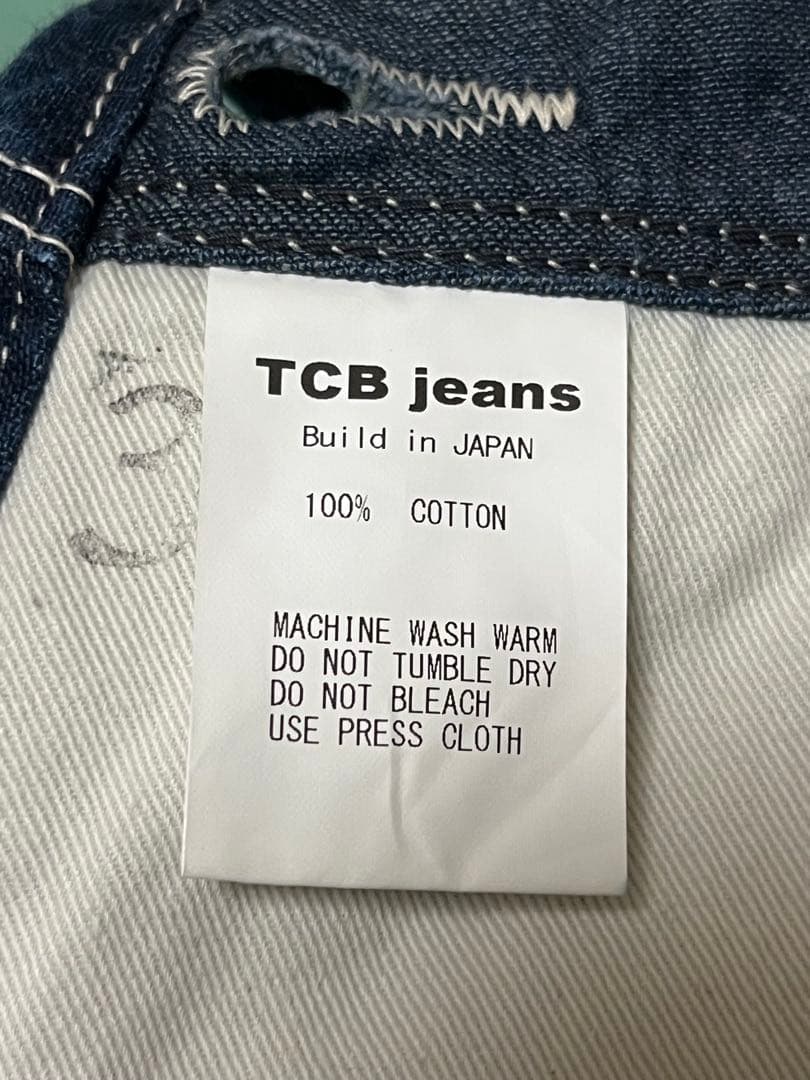 TCB jeans
Build in JAPAN
100% COTTON
MACHINE WASH WARM
DO NOT TUMBLE DRY
DO NOT BLEACH
USE PRESS CLOTH